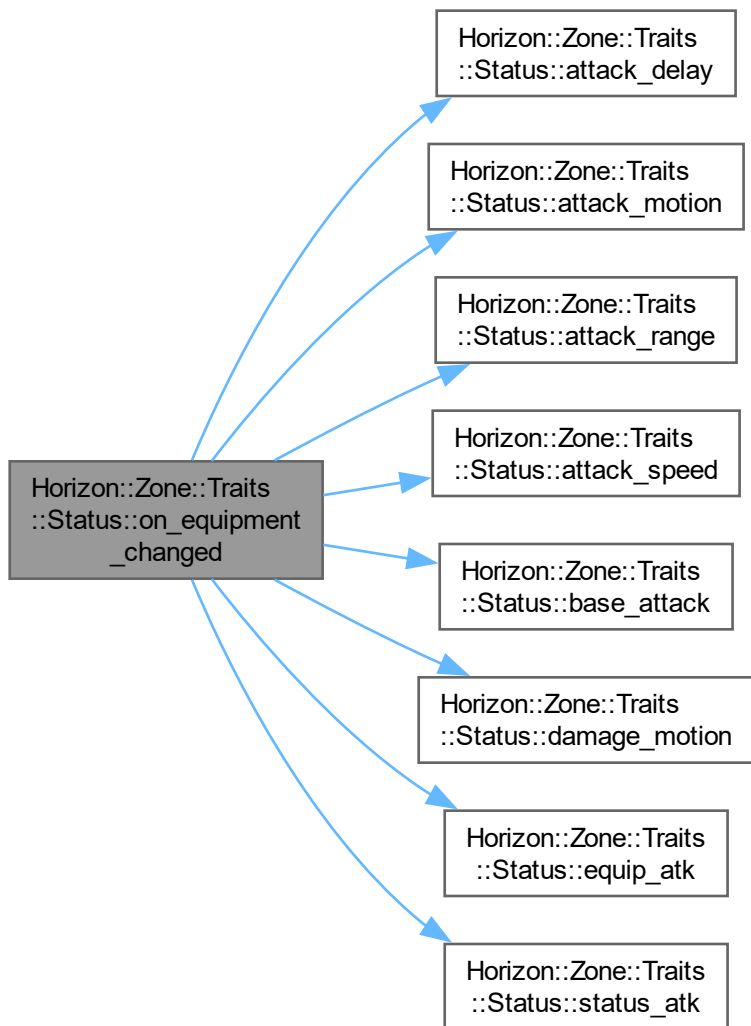 Horizon::Zone::Traits
::Status::on_equipment
_changed
Horizon::Zone::Traits
::Status::attack_delay
Horizon::Zone::Traits
::Status::attack_motion
Horizon::Zone::Traits
::Status::attack_range
Horizon::Zone::Traits
::Status::attack_speed
Horizon::Zone::Traits
::Status::base_attack
Horizon::Zone::Traits
::Status::damage_motion
Horizon::Zone::Traits
::Status::equip_atk
Horizon::Zone::Traits
::Status::status_atk